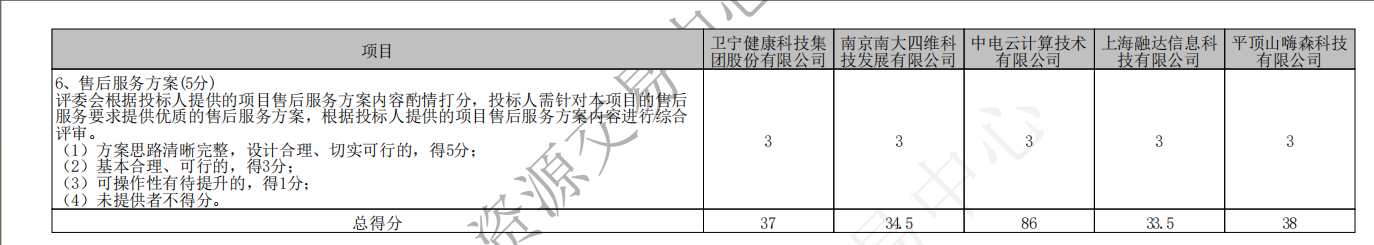 项目
卫宁健康科技集
团股份有限公司
南京南大四维科
技发展有限公司
中电云计算技术
有限公司
上海融达信息科
技有限公司
平顶山嗨森科技
有限公司
6、售后服务方案(5分)
评委会根据投标人提供的项目售后服务方案内容酌情打分，投标人需针对本项目的售后
服务要求提供优质的售后服务方案，根据投标人提供的项目售后服务方案内容进行综合
评审。
（1）方案思路清晰完整，设计合理、切实可行的，得5分；
（2）基本合理、可行的，得3分；
（3）可操作性有待提升的，得1分；
（4）未提供者不得分。
3
3
3
3
3
总得分
37
34.5
86
33.5
38
资源交易中心
易中心